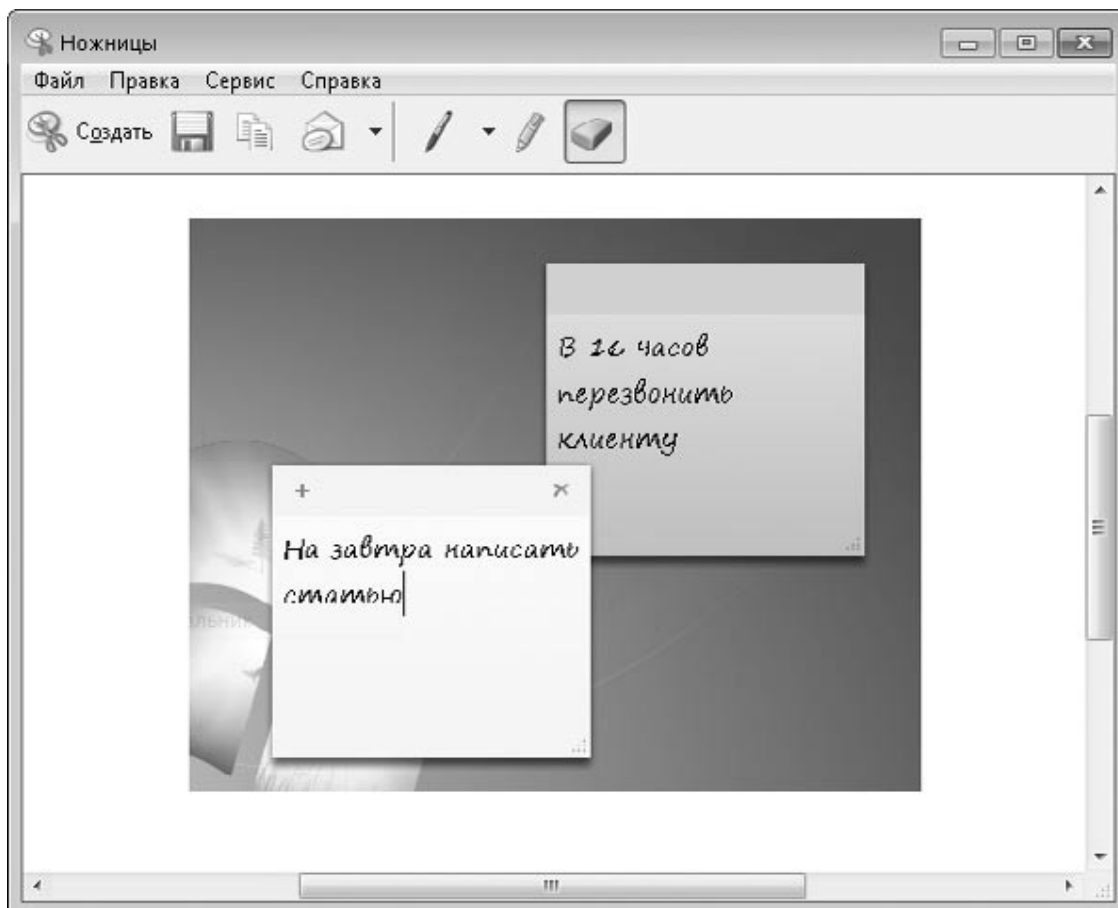 Ножницы
Файл Правка Сервис Справка
Создать
В 16 часов
перезвонить
клиенту
На завтра написать
статью